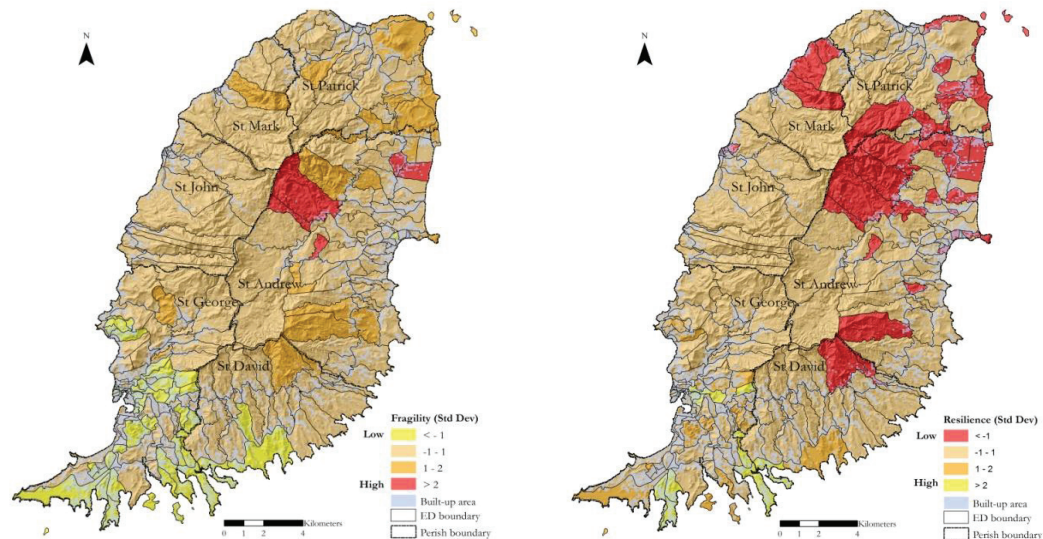 N
St Patrick
St Mark
St John
St Andrew
St George
St David
Fragility (Std Dev)
Low
< - 1
-1 - 1
1 - 2
High
> 2
Built-up area
ED boundary
Perish boundary
Kilometers
0 1 2 4
N
St Patrick
St Mark
St John
St Andrew
St George
St David
Resilience (Std Dev)
Low
< -1
-1 - 1
1 - 2
High
> 2
Built-up area
ED boundary
Perish boundary
Kilometers
0 1 2 4